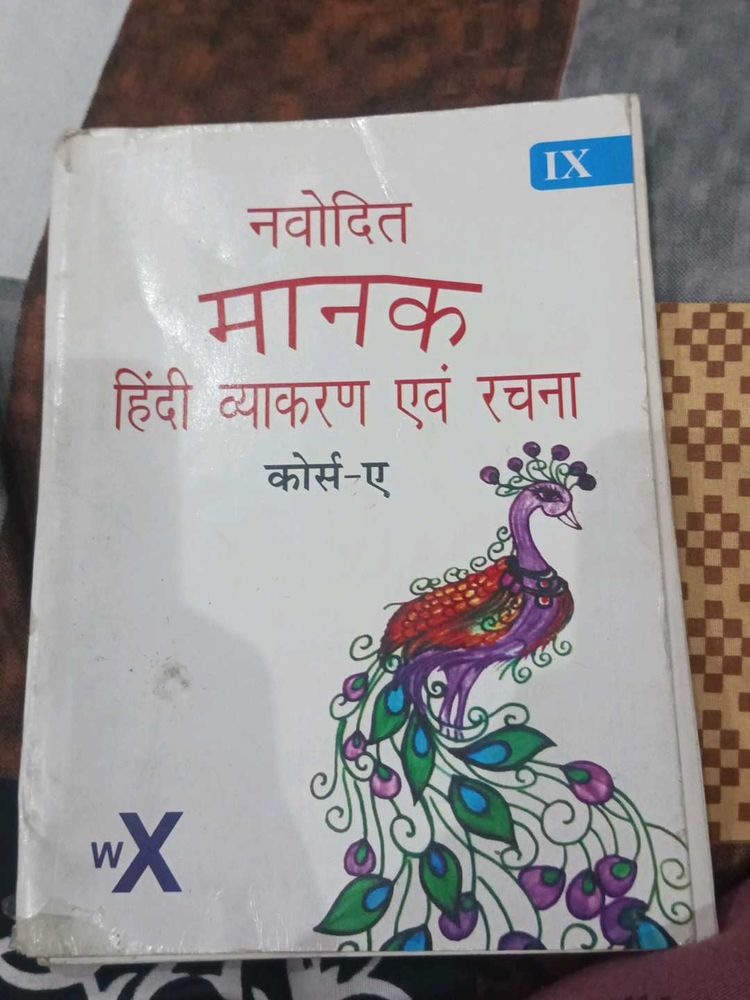 IX
नवोदित
मानक
हिंदी व्याकरण एवं रचना
कोर्स-ए
wX